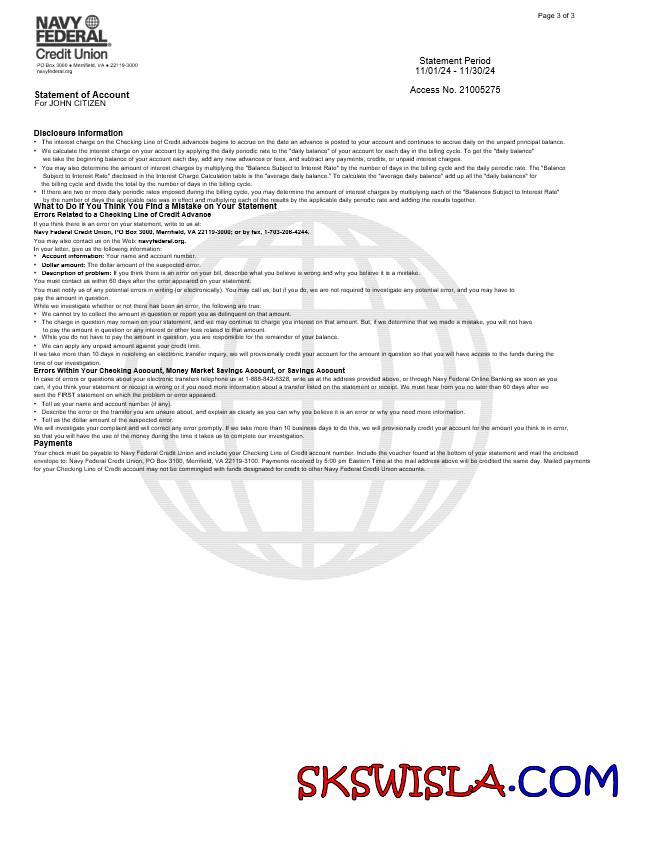 Page 3 of 3
NAVY
FEDERAL
Credit Union
PO Box 3000 ● Merrifield, VA ● 22119-3000
navyfederal.org
Statement Period
11/01/24 - 11/30/24
Access No. 21005275
Statement of Account
For JOHN CITIZEN
Disclosure Information
• The interest charge on the Checking Line of Credit advances begins to accrue on the date an advance is posted to your account and continues to accrue daily on the unpaid principal balance.
• We calculate the interest charge on your account by applying the daily periodic rate to the "daily balance" of your account for each day in the billing cycle. To get the "daily balance"
we take the beginning balance of your account each day, add any new advances or fees, and subtract any payments, credits, or unpaid interest charges.
• You may also determine the amount of interest charges by multiplying the "Balance Subject to Interest Rate" by the number of days in the billing cycle and the daily periodic rate. The "Balance
Subject to Interest Rate" disclosed in the Interest Charge Calculation table is the "average daily balance." To calculate the "average daily balance" add up all the "daily balances" for
the billing cycle and divide the total by the number of days in the billing cycle.
• If there are two or more daily periodic rates imposed during the billing cycle, you may determine the amount of interest charges by multiplying each of the "Balances Subject to Interest Rate"
by the number of days the applicable rate was in effect and multiplying each of the results by the applicable daily periodic rate and adding the results together.
What to Do If You Think You Find a Mistake on Your Statement
Errors Related to a Checking Line of Credit Advance
If you think there is an error on your statement, write to us at:
Navy Federal Credit Union, PO Box 3000, Merrifield, VA 22119-3000; or by fax, 1-703-206-4244.
You may also contact us on the Web: navyfederal.org.
In your letter, give us the following information:
• Account information: Your name and account number.
• Dollar amount: The dollar amount of the suspected error.
• Description of problem: If you think there is an error on your bill, describe what you believe is wrong and why you believe it is a mistake.
You must contact us within 60 days after the error appeared on your statement.
You must notify us of any potential errors in writing (or electronically). You may call us, but if you do, we are not required to investigate any potential error, and you may have to
pay the amount in question.
While we investigate whether or not there has been an error, the following are true:
• We cannot try to collect the amount in question or report you as delinquent on that amount.
• The charge in question may remain on your statement, and we may continue to charge you interest on that amount. But, if we determine that we made a mistake, you will not have
to pay the amount in question or any interest or other fees related to that amount.
• While you do not have to pay the amount in question, you are responsible for the remainder of your balance.
• We can apply any unpaid amount against your credit limit.
If we take more than 10 days in resolving an electronic transfer inquiry, we will provisionally credit your account for the amount in question so that you will have access to the funds during the
time of our investigation.
Errors Within Your Checking Account, Money Market Savings Account, or Savings Account
In case of errors or questions about your electronic transfers telephone us at 1-888-842-6328, write us at the address provided above, or through Navy Federal Online Banking as soon as you
can, if you think your statement or receipt is wrong or if you need more information about a transfer listed on the statement or receipt. We must hear from you no later than 60 days after we
sent the FIRST statement on which the problem or error appeared.
• Tell us your name and account number (if any).
• Describe the error or the transfer you are unsure about, and explain as clearly as you can why you believe it is an error or why you need more information.
• Tell us the dollar amount of the suspected error.
We will investigate your complaint and will correct any error promptly. If we take more than 10 business days to do this, we will provisionally credit your account for the amount you think is in error,
so that you will have the use of the money during the time it takes us to complete our investigation.
Payments
Your check must be payable to Navy Federal Credit Union and include your Checking Line of Credit account number. Include the voucher found at the bottom of your statement and mail the enclosed
envelope to: Navy Federal Credit Union, PO Box 3100, Merrifield, VA 22119-3100. Payments received by 5:00 pm Eastern Time at the mail address above will be credited the same day. Mailed payments
for your Checking Line of Credit account may not be commingled with funds designated for credit to other Navy Federal Credit Union accounts.
SKSWISLA.COM